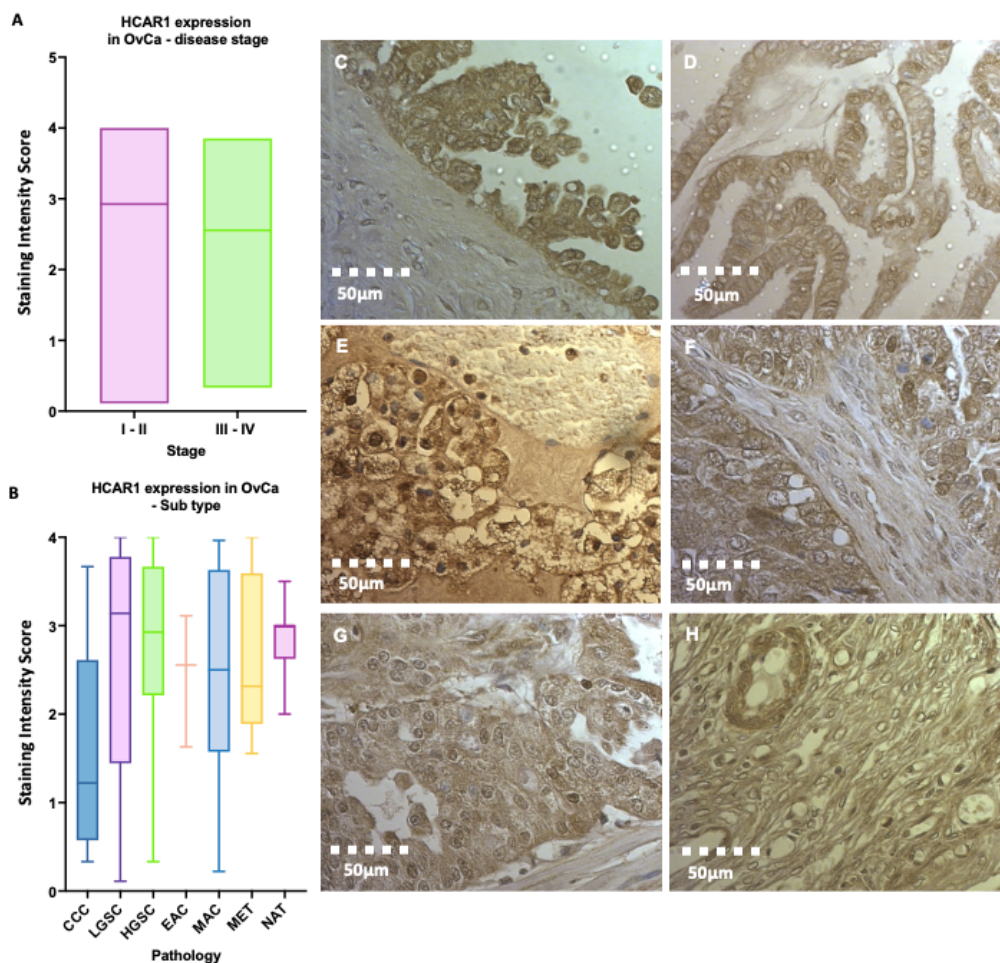 A
HCAR1 expression
in OvCa - disease stage
Staining Intensity Score
5
4
3
2
1
0
I - II
III - IV
Stage
B
HCAR1 expression in OvCa
- Sub type
Staining Intensity Score
4
3
2
1
0
CCC
LGSC
HGSC
EAC
MAC
MET
NAT
Pathology
C
50µm
D
50µm
E
50µm
F
50µm
G
50µm
H
50µm